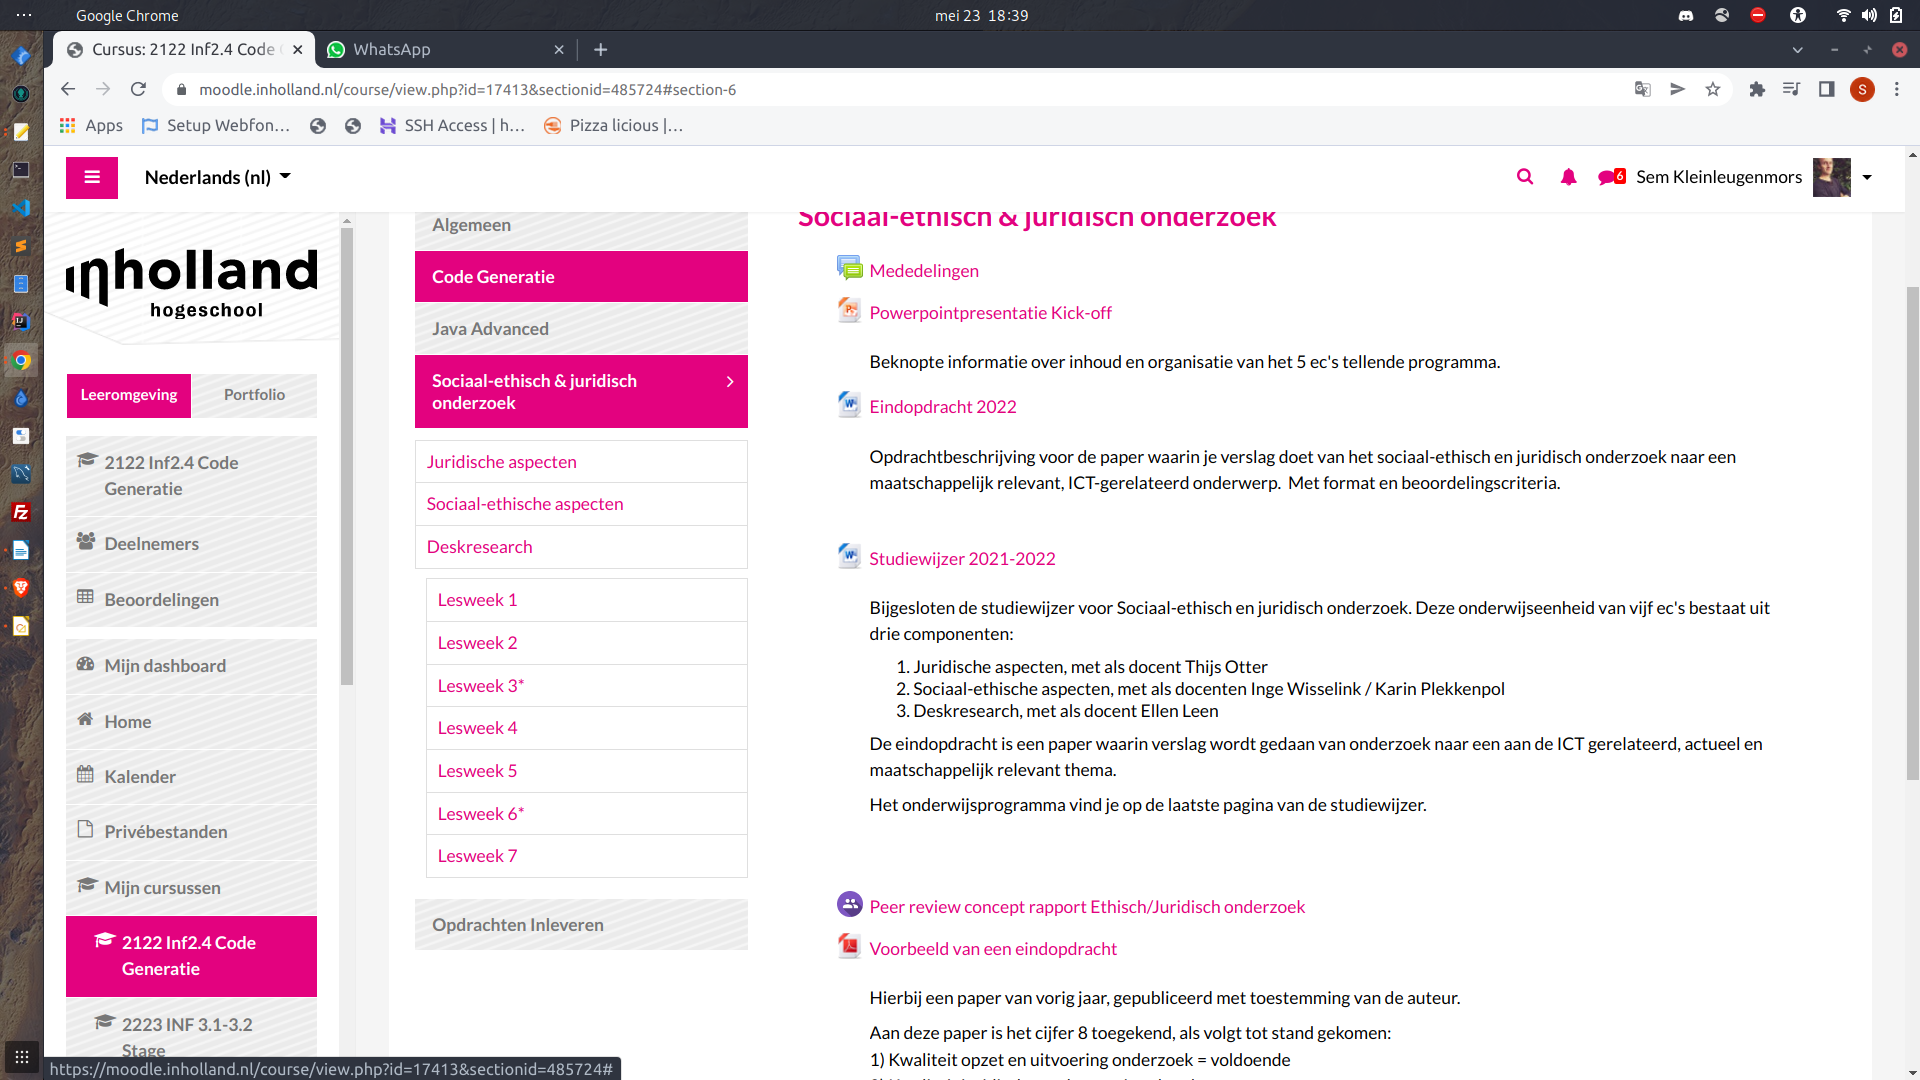 Google Chrome
mei 23 18:39
Cursus: 2122 Inf2.4 Code
WhatsApp
moodle.inholland.nl/course/view.php?id=17413&sectionid=485724#section-6
S
Apps
Setup Webfon...
SSH Access | h...
Pizza licious |...
Nederlands (nl)
6
Sem Kleinleugenmors
inholland
hogeschool
Leeromgeving
Portfolio
2122 Inf2.4 Code
Generatie
Deelnemers
Beoordelingen
Mijn dashboard
Home
Kalender
Privébestanden
Mijn cursussen
2122 Inf2.4 Code
Generatie
2223 INF 3.1-3.2
Stage
Algemeen
Code Generatie
Java Advanced
Sociaal-ethisch & juridisch
onderzoek
Juridische aspecten
Sociaal-ethische aspecten
Deskresearch
Lesweek 1
Lesweek 2
Lesweek 3*
Lesweek 4
Lesweek 5
Lesweek 6*
Lesweek 7
Opdrachten Inleveren
Sociaal-ethisch & juridisch onderzoek
Mededelingen
Powerpointpresentatie Kick-off
Beknopte informatie over inhoud en organisatie van het 5 ec's tellende programma.
Eindopdracht 2022
Opdrachtbeschrijving voor de paper waarin je verslag doet van het sociaal-ethisch en juridisch onderzoek naar een
maatschappelijk relevant, ICT-gerelateerd onderwerp. Met format en beoordelingscriteria.
Studiewijzer 2021-2022
Bijgesloten de studiewijzer voor Sociaal-ethisch en juridisch onderzoek. Deze onderwijseenheid van vijf ec's bestaat uit
drie componenten:
1. Juridische aspecten, met als docent Thijs Otter
2. Sociaal-ethische aspecten, met als docenten Inge Wisselink / Karin Plekkenpol
3. Deskresearch, met als docent Ellen Leen
De eindopdracht is een paper waarin verslag wordt gedaan van onderzoek naar een aan de ICT gerelateerd, actueel en
maatschappelijk relevant thema.
Het onderwijsprogramma vind je op de laatste pagina van de studiewijzer.
Peer review concept rapport Ethisch/Juridisch onderzoek
Voorbeeld van een eindopdracht
Hierbij een paper van vorig jaar, gepubliceerd met toestemming van de auteur.
Aan deze paper is het cijfer 8 toegekend, als volgt tot stand gekomen:
1) Kwaliteit opzet en uitvoering onderzoek = voldoende
https://moodle.inholland.nl/course/view.php?id=17413&sectionid=485724#